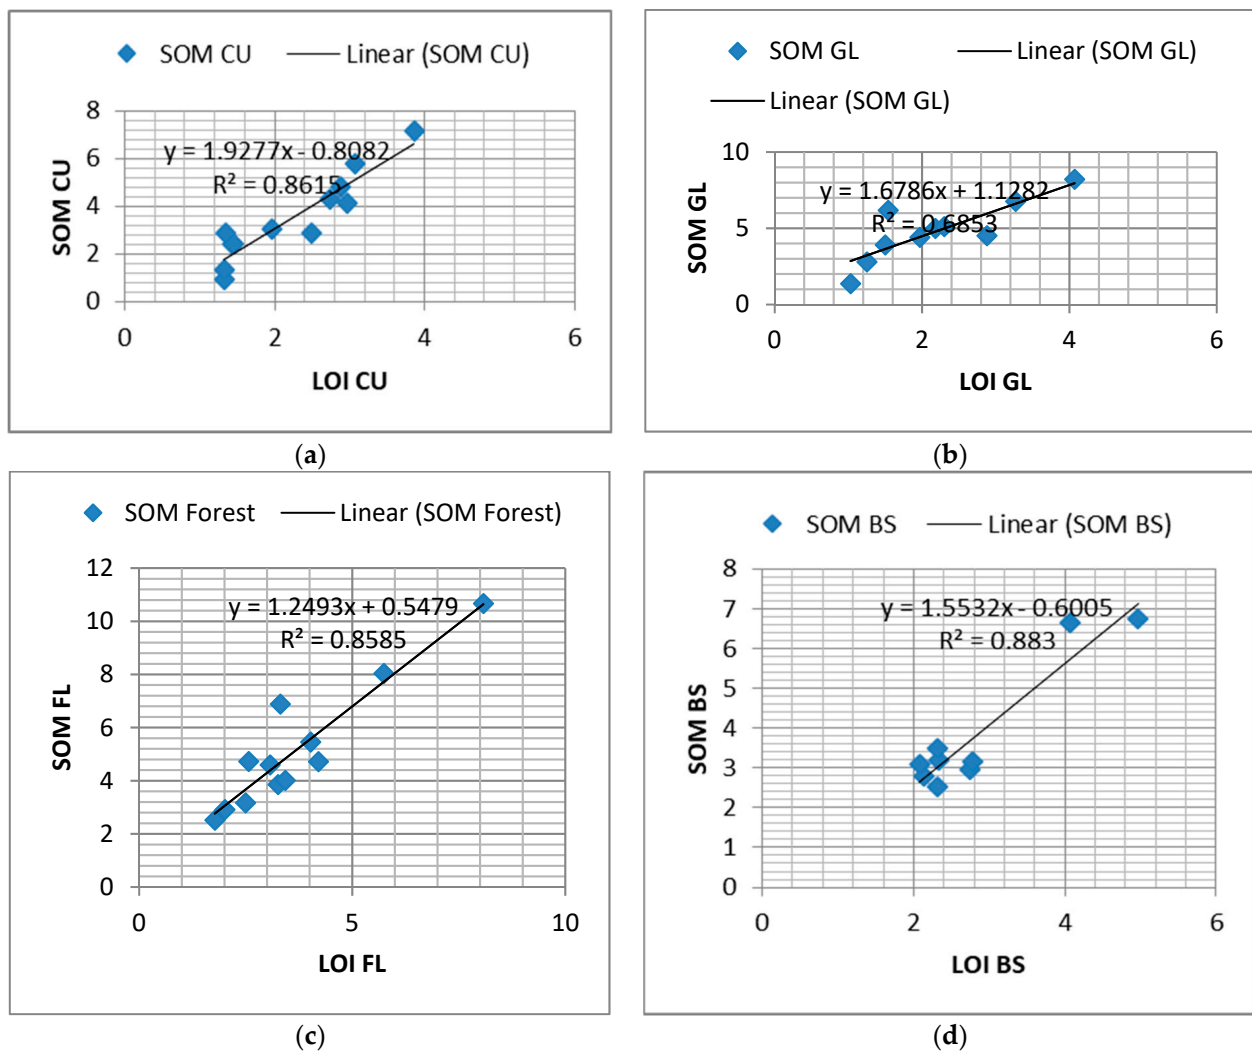 SOM CU Linear (SOM CU)
8
6
4
2
0
y = 1.9277x - 0.8082
R² = 0.8615
SOM CU
0 2 4 6
LOI CU
(a)
SOM GL Linear (SOM GL)
Linear (SOM GL)
10
5
0
y = 1.6786x + 1.1282
R² = 0.6853
SOM GL
0 2 4 6
LOI GL
(b)
SOM Forest Linear (SOM Forest)
12
10
8
6
4
2
0
y = 1.2493x + 0.5479
R² = 0.8585
SOM FL
0 5 10
LOI FL
(c)
SOM BS Linear (SOM BS)
8
7
6
5
4
3
2
1
0
y = 1.5532x - 0.6005
R² = 0.883
SOM BS
0 2 4 6
LOI BS
(d)